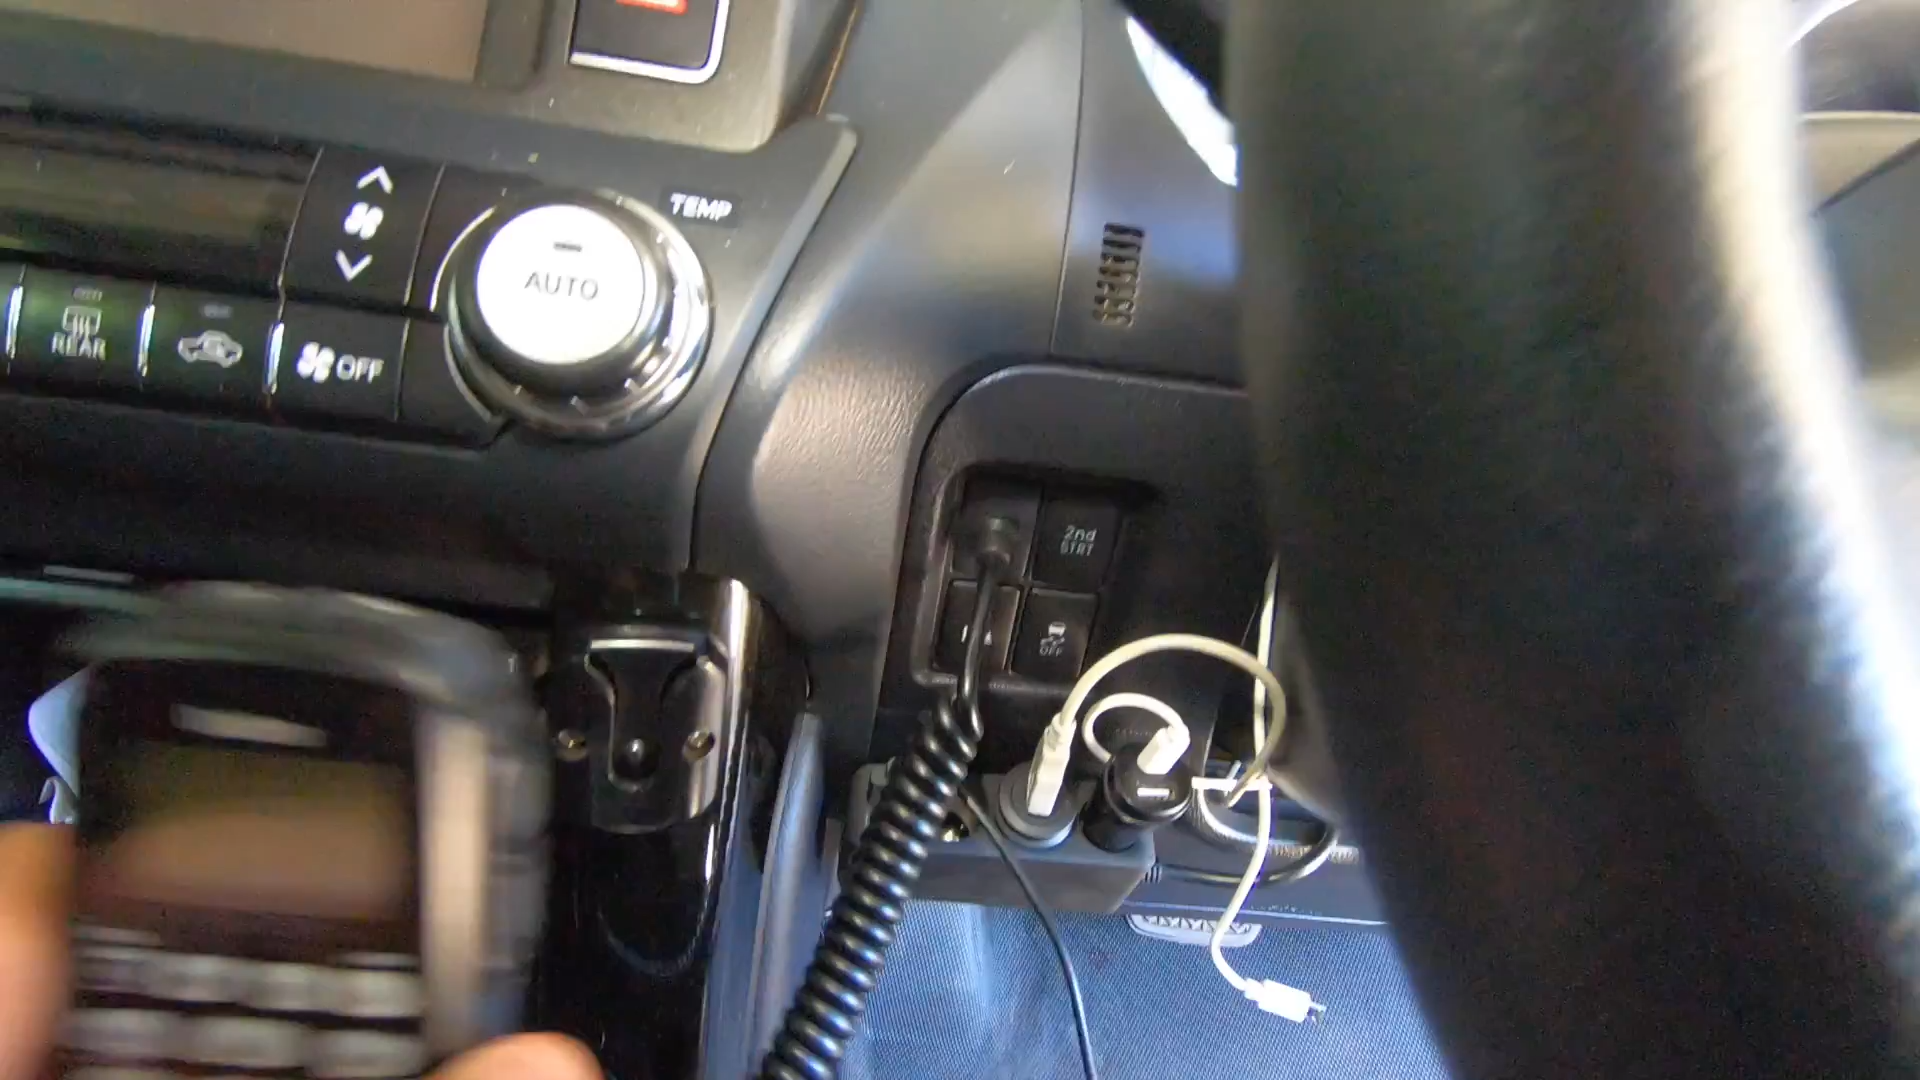 TEMP
AUTO
REAR
OFF
2nd
STRT
OFF